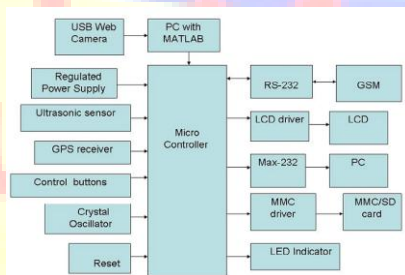 USB Web
Camera
PC with
MATLAB
Regulated
Power Supply
Ultrasonic sensor
GPS receiver
Control buttons
Crystal
Oscillator
Reset
Micro
Controller
RS-232
GSM
LCD driver
LCD
Max-232
PC
MMC
driver
MMC/SD
card
LED Indicator